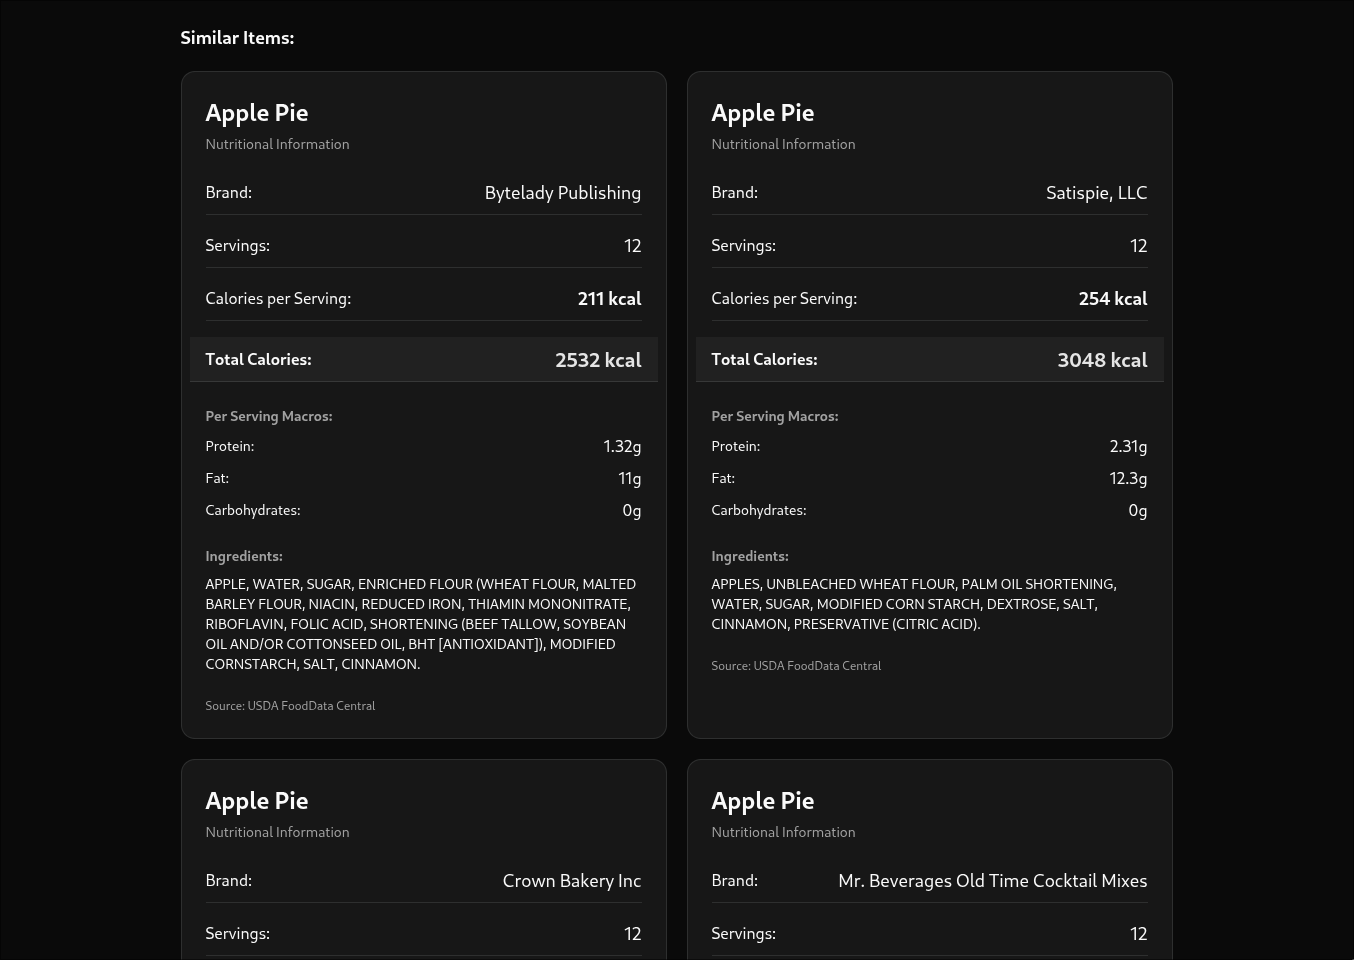 Similar Items:
Apple Pie
Nutritional Information
Brand: Bytelady Publishing
Servings: 12
Calories per Serving: 211 kcal
Total Calories: 2532 kcal
Per Serving Macros:
Protein: 1.32g
Fat: 11g
Carbohydrates: 0g
Ingredients:
APPLE, WATER, SUGAR, ENRICHED FLOUR (WHEAT FLOUR, MALTED
BARLEY FLOUR, NIACIN, REDUCED IRON, THIAMIN MONONITRATE,
RIBOFLAVIN, FOLIC ACID, SHORTENING (BEEF TALLOW, SOYBEAN
OIL AND/OR COTTONSEED OIL, BHT [ANTIOXIDANT]), MODIFIED
CORNSTARCH, SALT, CINNAMON.
Source: USDA FoodData Central
Apple Pie
Nutritional Information
Brand: Satispie, LLC
Servings: 12
Calories per Serving: 254 kcal
Total Calories: 3048 kcal
Per Serving Macros:
Protein: 2.31g
Fat: 12.3g
Carbohydrates: 0g
Ingredients:
APPLES, UNBLEACHED WHEAT FLOUR, PALM OIL SHORTENING,
WATER, SUGAR, MODIFIED CORN STARCH, DEXTROSE, SALT,
CINNAMON, PRESERVATIVE (CITRIC ACID).
Source: USDA FoodData Central
Apple Pie
Nutritional Information
Brand: Crown Bakery Inc
Servings: 12
Apple Pie
Nutritional Information
Brand: Mr. Beverages Old Time Cocktail Mixes
Servings: 12